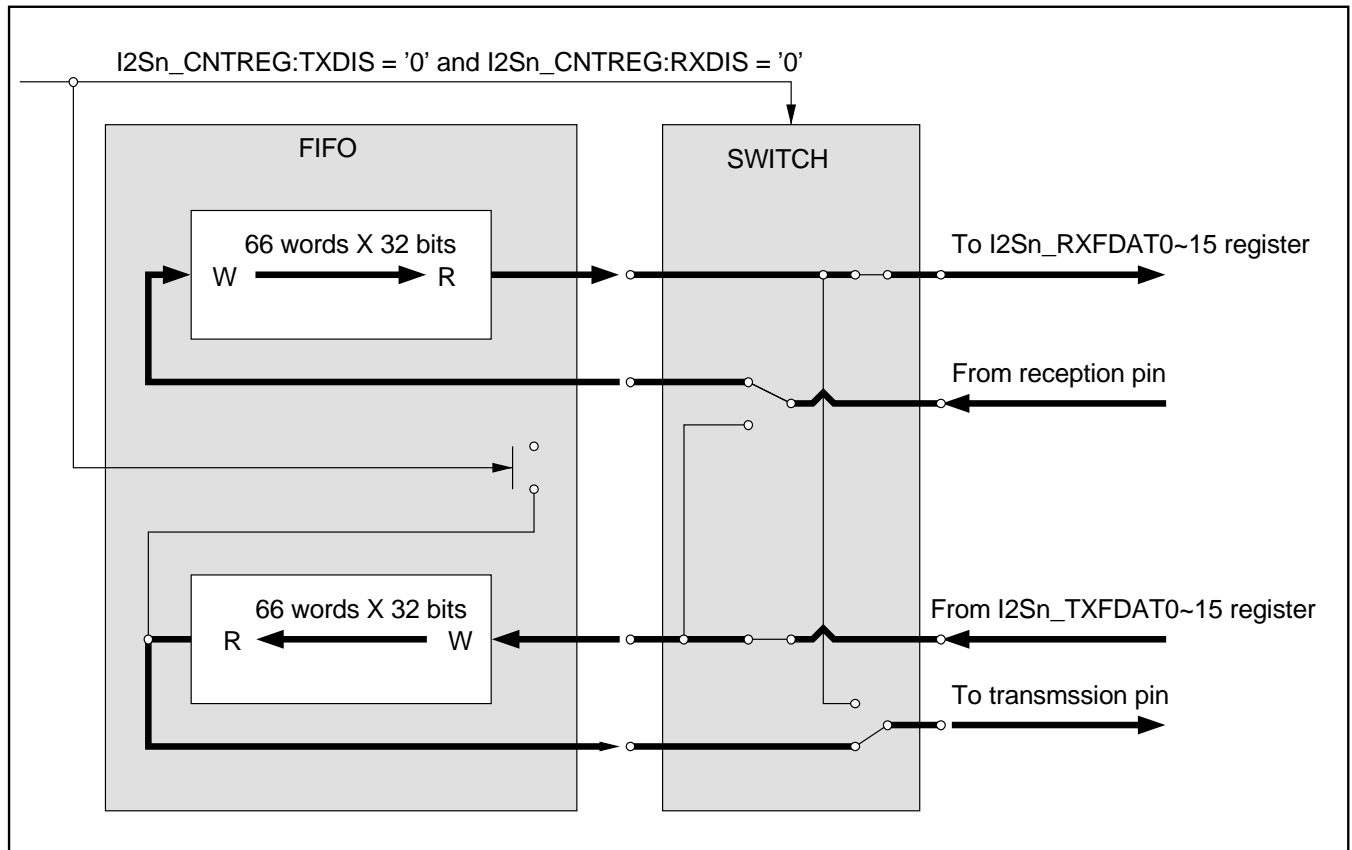 I2Sn_CNTREG:TXDIS = '0' and I2Sn_CNTREG:RXDIS = '0'
FIFO
SWITCH
66 words X 32 bits
W R
To I2Sn_RXFDAT0~15 register
From reception pin
66 words X 32 bits
R W
From I2Sn_TXFDAT0~15 register
To transmssion pin